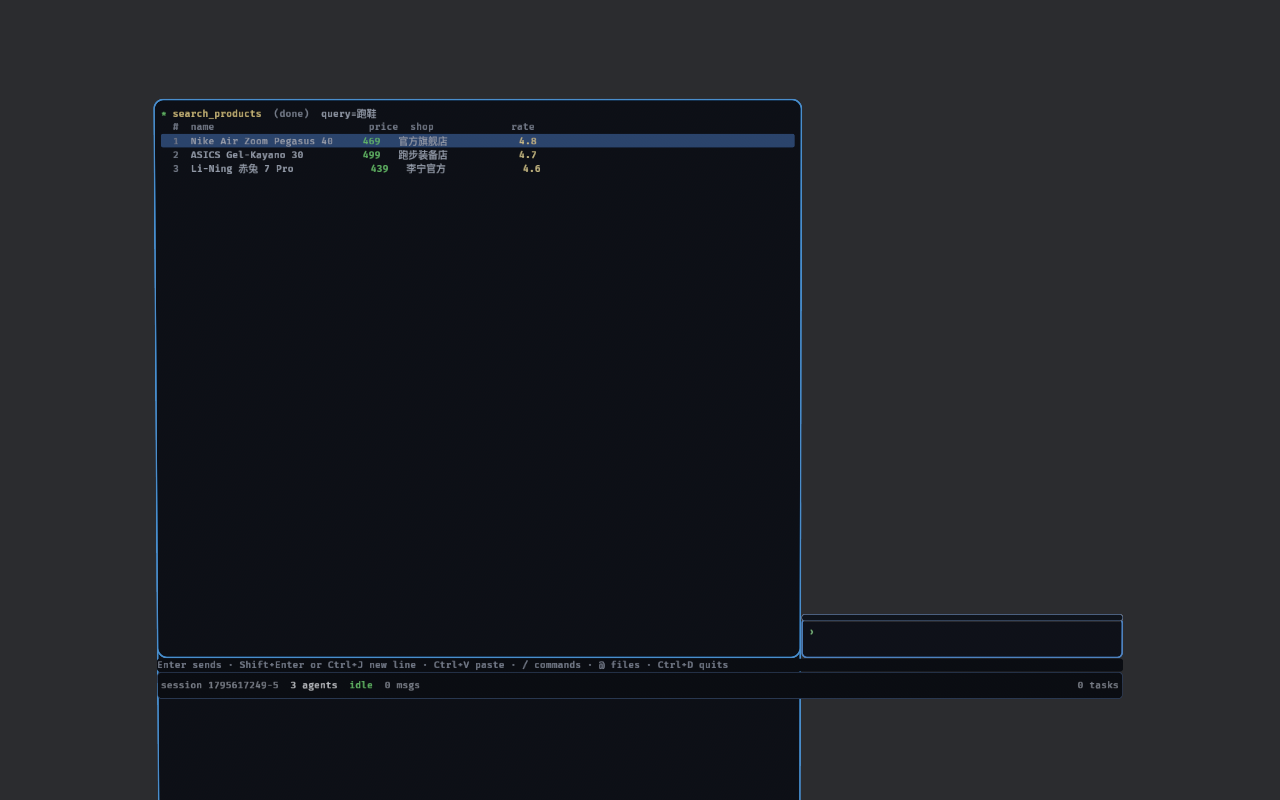 * search_products (done) query=跑鞋
# name price shop rate
1 Nike Air Zoom Pegasus 40 469 官方旗舰店 4.8
2 ASICS Gel-Kayano 30 499 跑步装备店 4.7
3 Li-Ning 赤兔 7 Pro 439 李宁官方 4.6
›
Enter sends · Shift+Enter or Ctrl+J new line · Ctrl+V paste · / commands · @ files · Ctrl+D quits
session 1795617249-5 3 agents idle 0 msgs 0 tasks